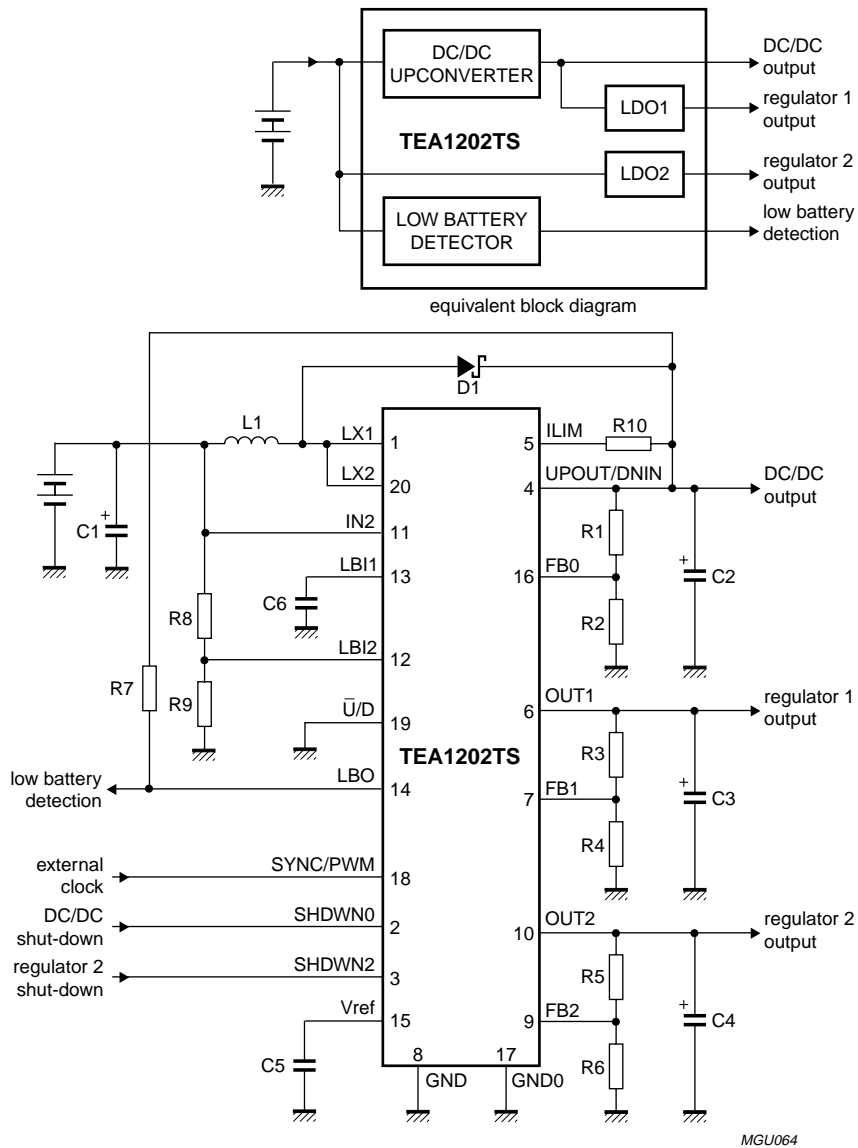 DC/DC
UPCONVERTER
DC/DC
output
LDO1
regulator 1
output
TEA1202TS
LDO2
regulator 2
output
LOW BATTERY
DETECTOR
low battery
detection
equivalent block diagram
D1
L1
LX1
1
ILIM
5
R10
LX2
20
UPOUT/DNIN
4
DC/DC
output
C1
+
IN2
11
R1
+
C2
LBI1
13
FB0
16
C6
R8
R2
LBI2
12
R7
R9
U̅/D
19
OUT1
6
regulator 1
output
TEA1202TS
R3
+
C3
low battery
detection
LBO
14
FB1
7
R4
external
clock
SYNC/PWM
18
DC/DC
shut-down
SHDWN0
2
OUT2
10
regulator 2
output
regulator 2
shut-down
SHDWN2
3
R5
+
C4
Vref
15
FB2
9
C5
R6
8
GND
17
GND0
MGU064